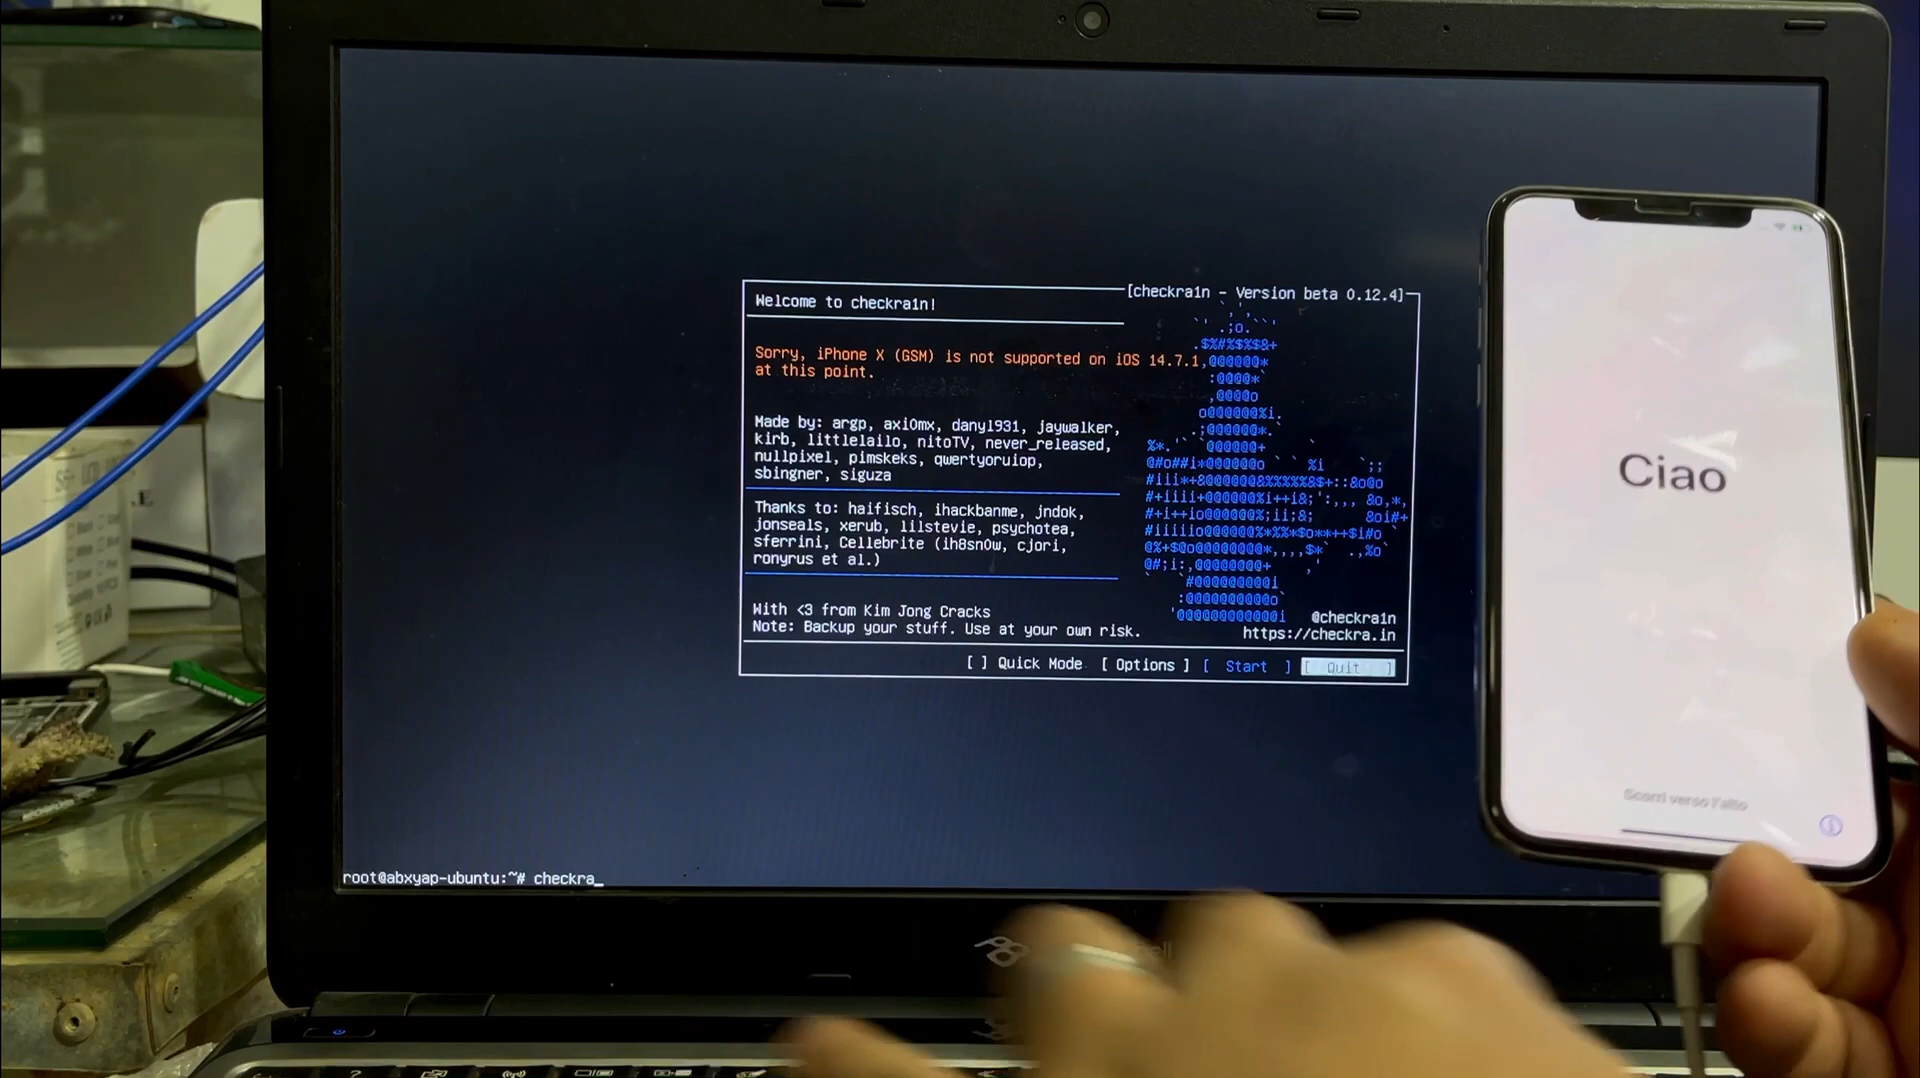 [checkra1n - Version beta 0.12.4]
Welcome to checkra1n!
Sorry, iPhone X (GSM) is not supported on iOS 14.7.1,
at this point.
Made by: argp, axi0mx, danyl931, jaywalker,
kirb, littlelailo, nitoTV, never_released,
nullpixel, pimskeks, qwertyoruiop,
sbingner, siguza
Thanks to: haifisch, ihackbanme, jndok,
jonseals, xerub, lilstevie, psychotea,
sferrini, Cellebrite (ih8sn0w, cjori,
ronyrus et al.)
With <3 from Kim Jong Cracks
Note: Backup your stuff. Use at your own risk.
@checkra1n
https://checkra.in
[ ] Quick Mode [ Options ] [ Start ] [ Quit ]
root@abxyap-ubuntu:~# checkra_
Ciao
Scorri verso l'alto